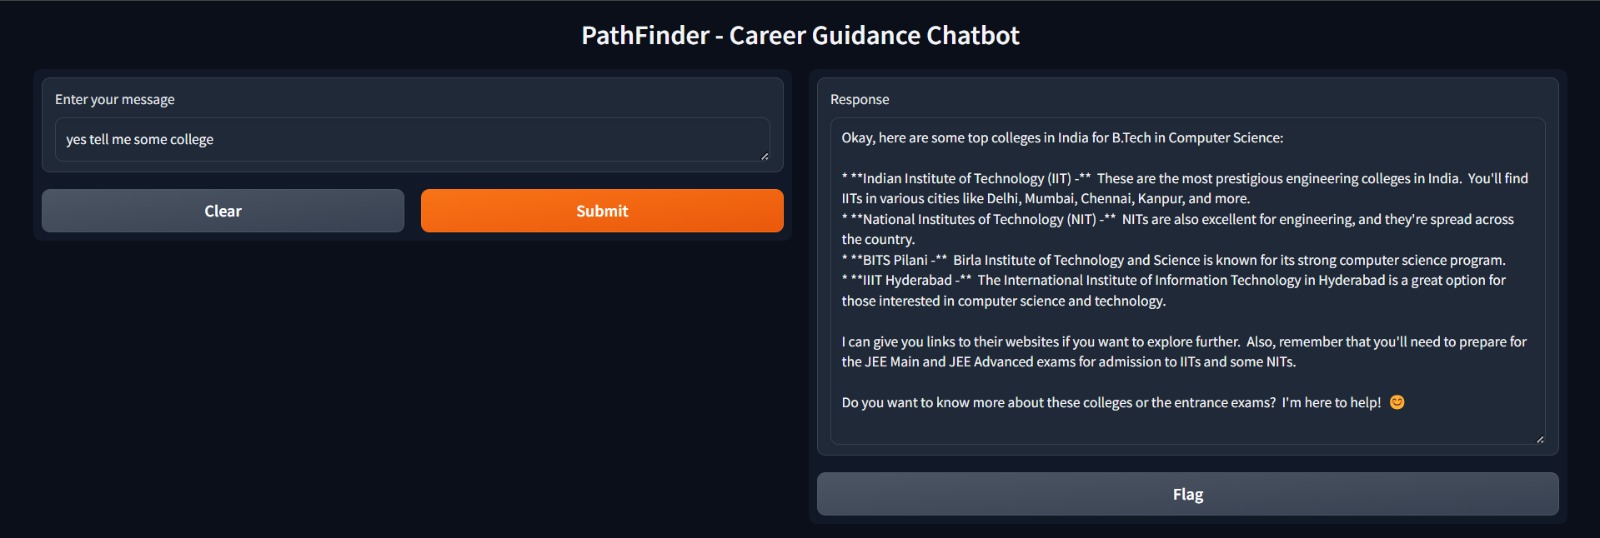 PathFinder - Career Guidance Chatbot
Enter your message
yes tell me some college
Clear
Submit
Response
Okay, here are some top colleges in India for B.Tech in Computer Science:
* **Indian Institute of Technology (IIT) -**  These are the most prestigious engineering colleges in India.  You'll find
IITs in various cities like Delhi, Mumbai, Chennai, Kanpur, and more.
* **National Institutes of Technology (NIT) -**  NITs are also excellent for engineering, and they're spread across
the country.
* **BITS Pilani -**  Birla Institute of Technology and Science is known for its strong computer science program.
* **IIIT Hyderabad -**  The International Institute of Information Technology in Hyderabad is a great option for
those interested in computer science and technology.
I can give you links to their websites if you want to explore further.  Also, remember that you'll need to prepare for
the JEE Main and JEE Advanced exams for admission to IITs and some NITs.
Do you want to know more about these colleges or the entrance exams?  I'm here to help!  😊
Flag